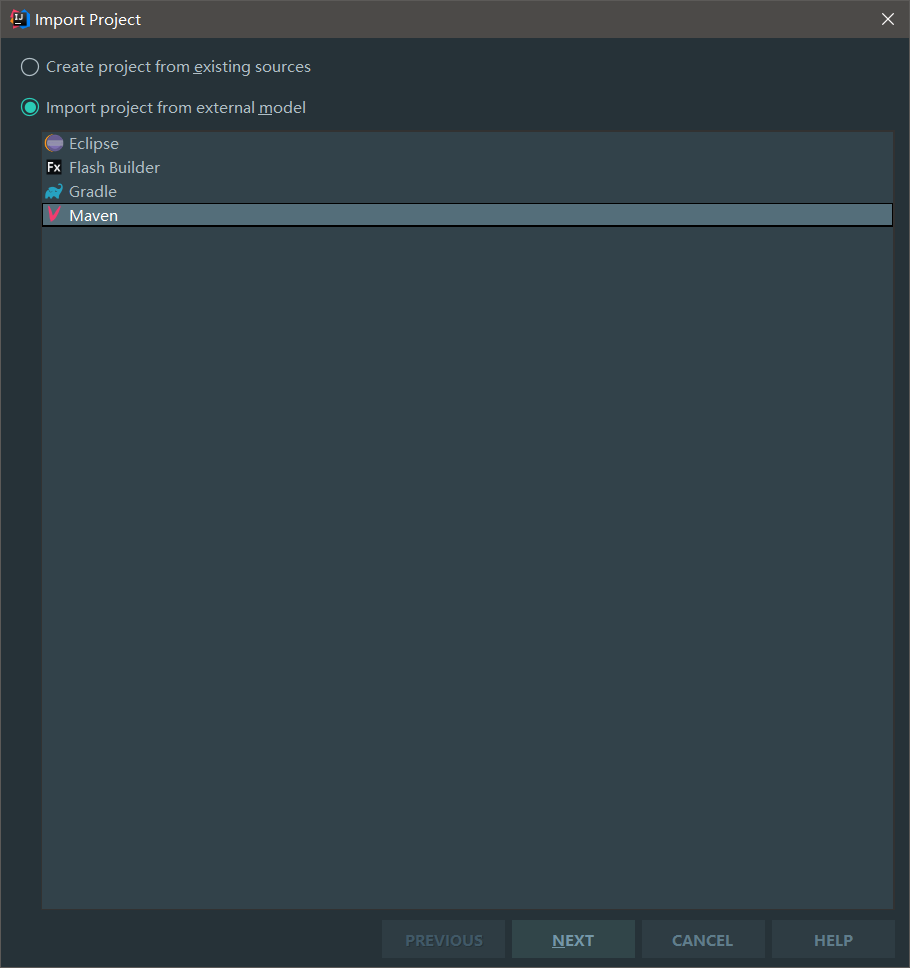 Import Project
Create project from existing sources
Import project from external model
Eclipse
Fx Flash Builder
Gradle
Maven
PREVIOUS NEXT CANCEL HELP